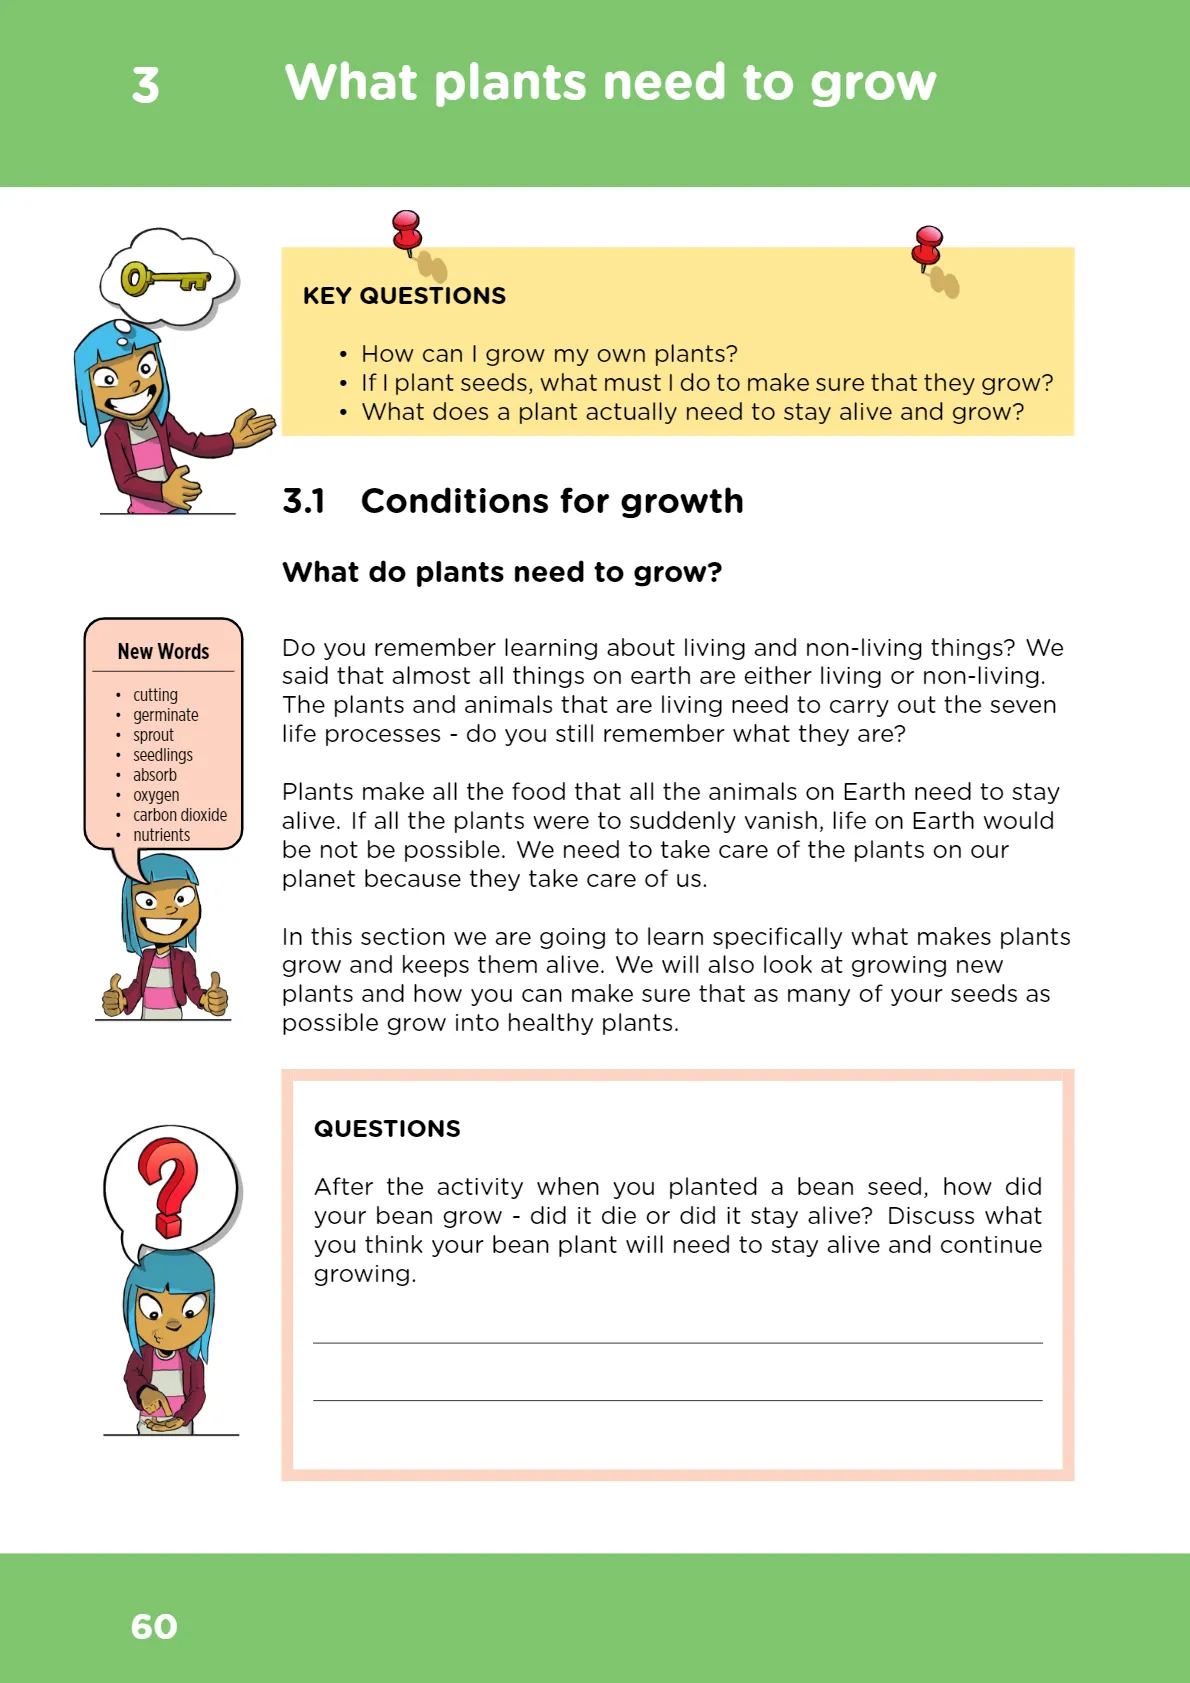 3 What plants need to grow
KEY QUESTIONS
• How can I grow my own plants?
• If I plant seeds, what must I do to make sure that they grow?
• What does a plant actually need to stay alive and grow?
3.1 Conditions for growth
What do plants need to grow?
New Words
• cutting
• germinate
• sprout
• seedlings
• absorb
• oxygen
• carbon dioxide
• nutrients
Do you remember learning about living and non-living things? We
said that almost all things on earth are either living or non-living.
The plants and animals that are living need to carry out the seven
life processes - do you still remember what they are?
Plants make all the food that all the animals on Earth need to stay
alive. If all the plants were to suddenly vanish, life on Earth would
be not be possible. We need to take care of the plants on our
planet because they take care of us.
In this section we are going to learn specifically what makes plants
grow and keeps them alive. We will also look at growing new
plants and how you can make sure that as many of your seeds as
possible grow into healthy plants.
QUESTIONS
After the activity when you planted a bean seed, how did
your bean grow - did it die or did it stay alive? Discuss what
you think your bean plant will need to stay alive and continue
growing.
60